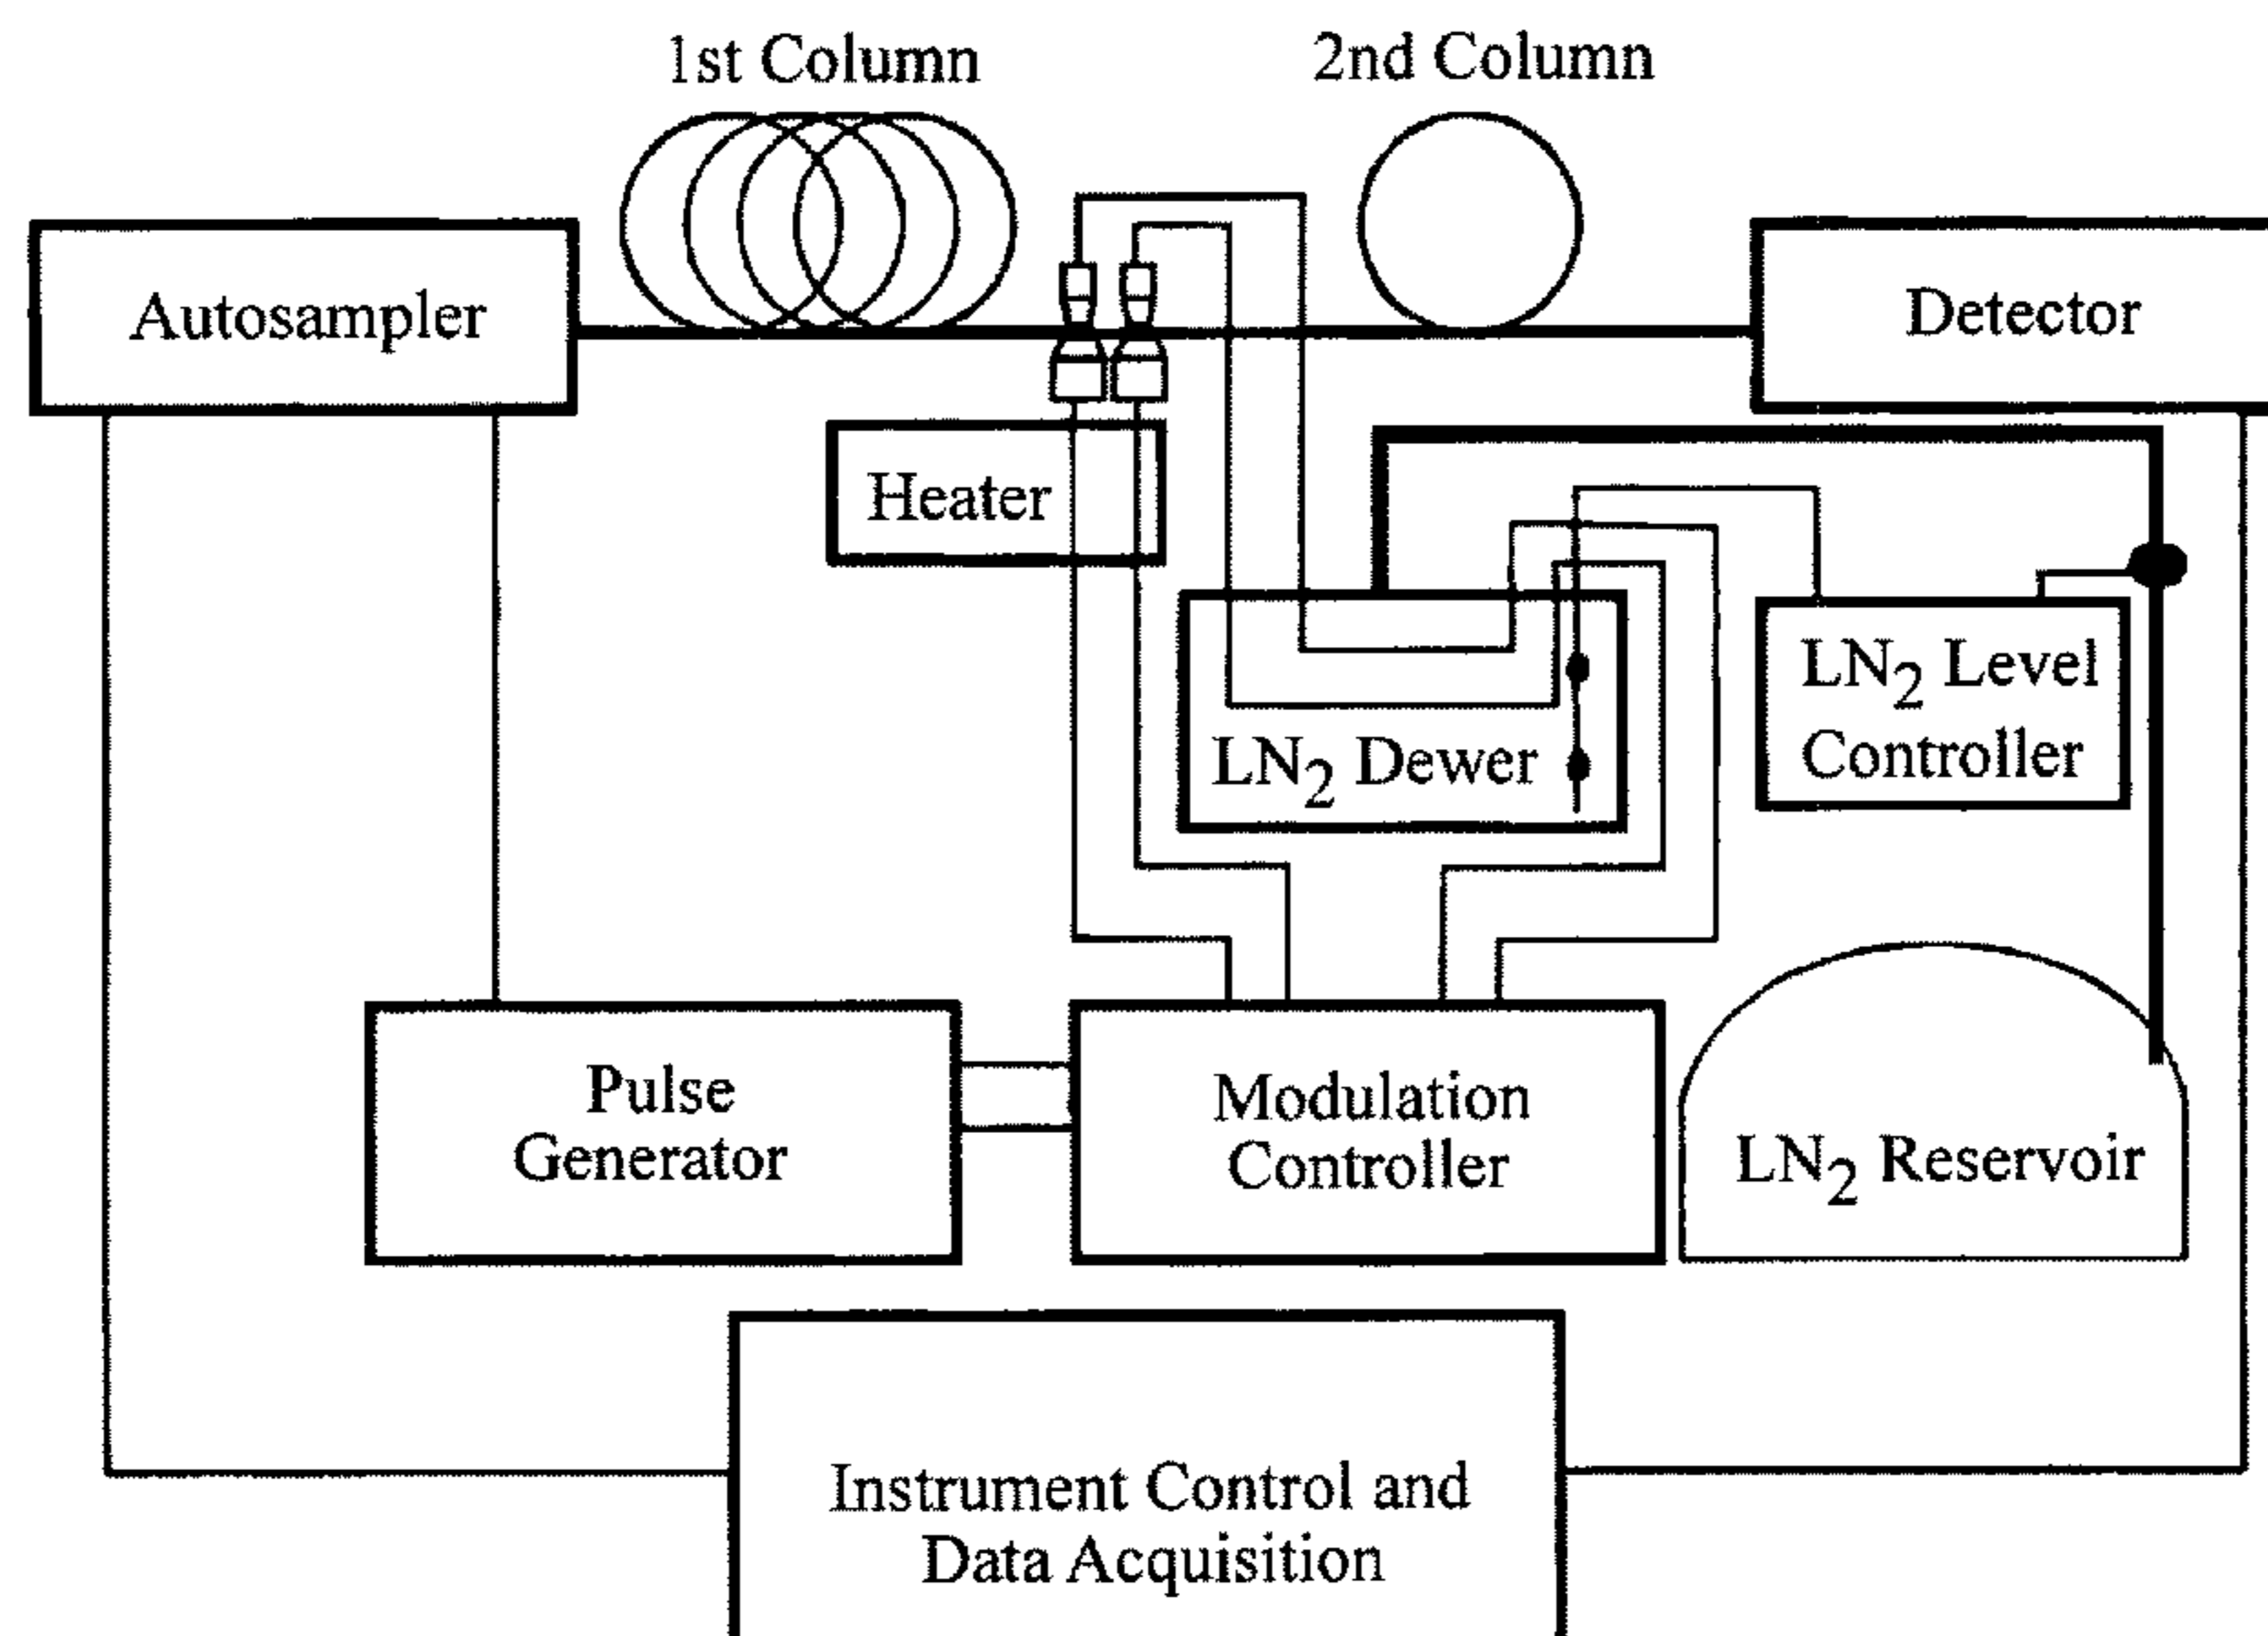 1st Column
2nd Column
Autosampler
Detector
Heater
LN2 Level
Controller
LN2 Dewer
Pulse
Generator
Modulation
Controller
LN2 Reservoir
Instrument Control and
Data Acquisition